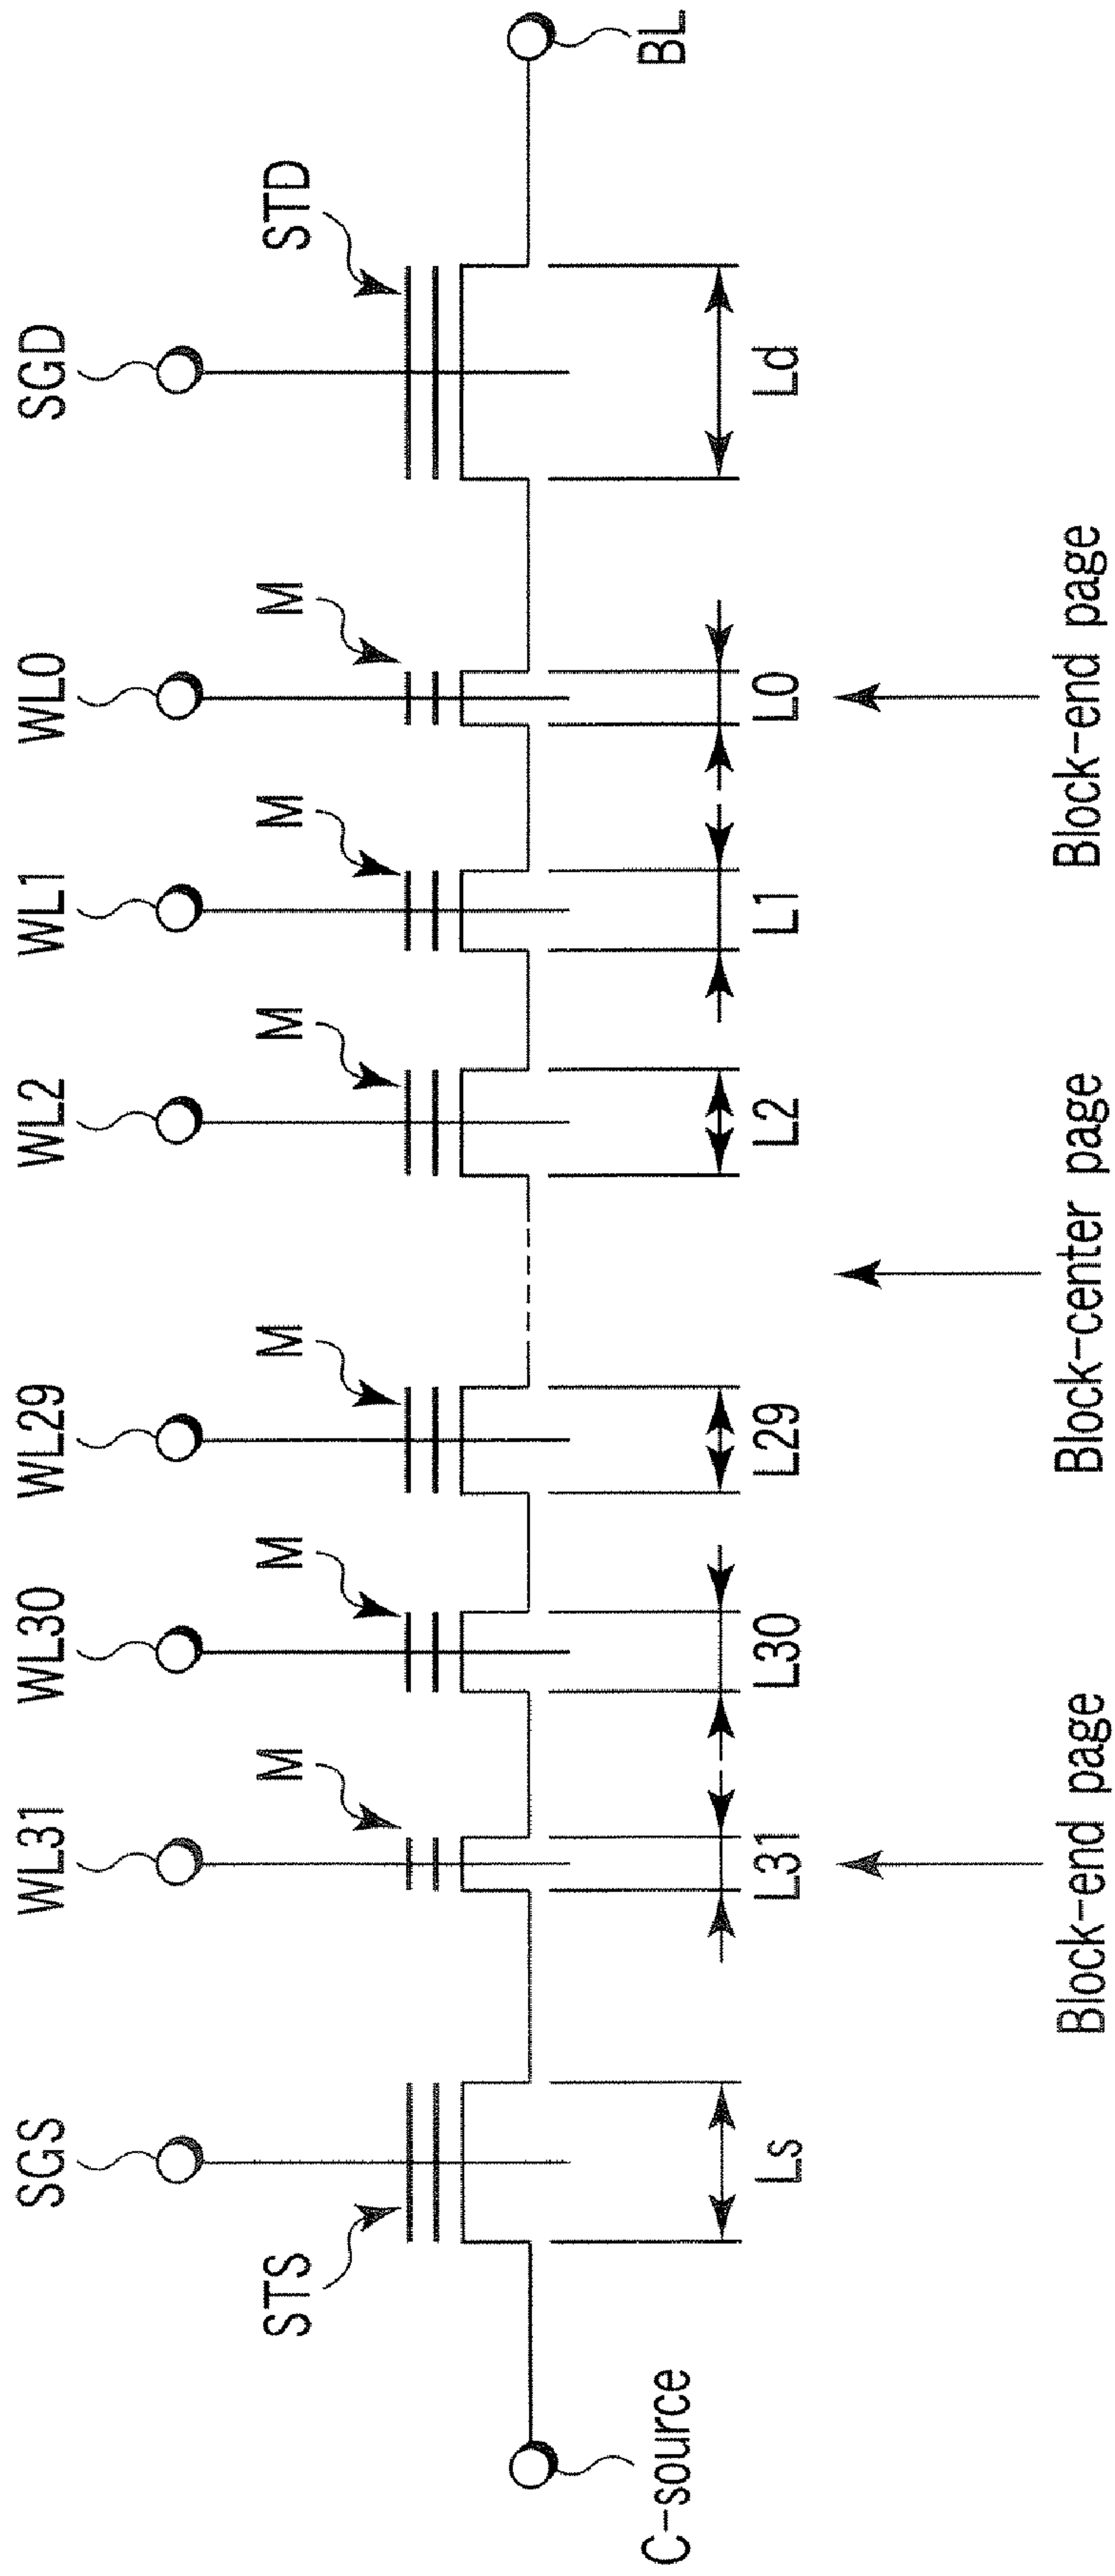 SGS WL31 WL30 WL29 WL2 WL1 WL0 SGD
STS M M M M M M STD
C-source BL
Ls L31 L30 L29 L2 L1 L0 Ld
Block-end page Block-center page Block-end page